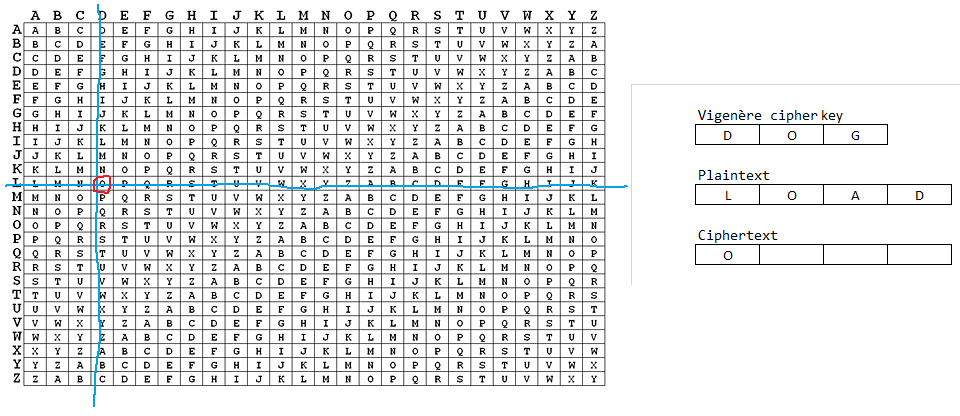 A B C D E F G H I J K L M N O P Q R S T U V W X Y Z
A A B C D E F G H I J K L M N O P Q R S T U V W X Y Z
B B C D E F G H I J K L M N O P Q R S T U V W X Y Z A
C C D E F G H I J K L M N O P Q R S T U V W X Y Z A B
D D E F G H I J K L M N O P Q R S T U V W X Y Z A B C
E E F G H I J K L M N O P Q R S T U V W X Y Z A B C D
F F G H I J K L M N O P Q R S T U V W X Y Z A B C D E
G G H I J K L M N O P Q R S T U V W X Y Z A B C D E F
H H I J K L M N O P Q R S T U V W X Y Z A B C D E F G
I I J K L M N O P Q R S T U V W X Y Z A B C D E F G H
J J K L M N O P Q R S T U V W X Y Z A B C D E F G H I
K K L M N O P Q R S T U V W X Y Z A B C D E F G H I J
L L M N O P Q R S T U V W X Y Z A B C D E F G H I J K
M M N O P Q R S T U V W X Y Z A B C D E F G H I J K L
N N O P Q R S T U V W X Y Z A B C D E F G H I J K L M
O O P Q R S T U V W X Y Z A B C D E F G H I J K L M N
P P Q R S T U V W X Y Z A B C D E F G H I J K L M N O
Q Q R S T U V W X Y Z A B C D E F G H I J K L M N O P
R R S T U V W X Y Z A B C D E F G H I J K L M N O P Q
S S T U V W X Y Z A B C D E F G H I J K L M N O P Q R
T T U V W X Y Z A B C D E F G H I J K L M N O P Q R S
U U V W X Y Z A B C D E F G H I J K L M N O P Q R S T
V V W X Y Z A B C D E F G H I J K L M N O P Q R S T U
W W X Y Z A B C D E F G H I J K L M N O P Q R S T U V
X X Y Z A B C D E F G H I J K L M N O P Q R S T U V W
Y Y Z A B C D E F G H I J K L M N O P Q R S T U V W X
Z Z A B C D E F G H I J K L M N O P Q R S T U V W X Y
Vigenère cipher key
D O G
Plaintext
L O A D
Ciphertext
O